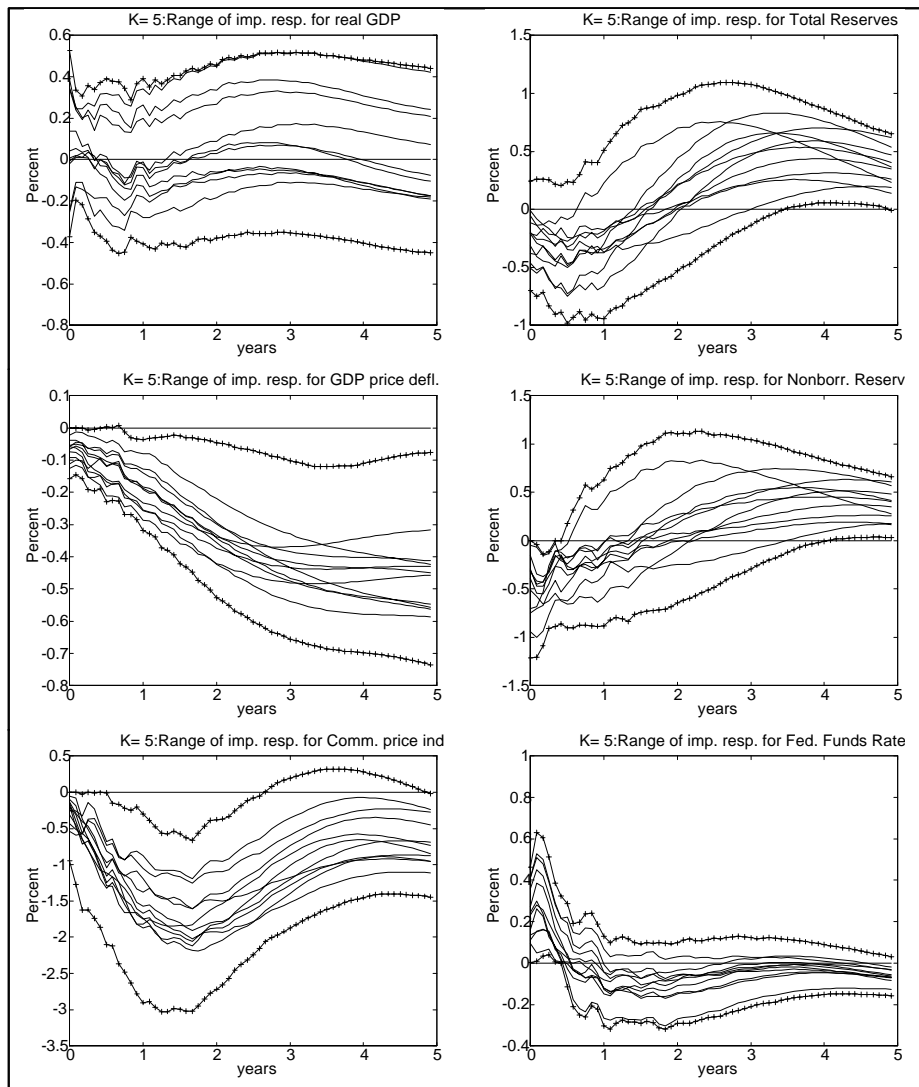 K= 5:Range of imp. resp. for real GDP
0.6
0.4
0.2
0
-0.2
-0.4
-0.6
-0.8
Percent
0 1 2 3 4 5
years
K= 5:Range of imp. resp. for Total Reserves
1.5
1
0.5
0
-0.5
-1
Percent
0 1 2 3 4 5
years
K= 5:Range of imp. resp. for GDP price defl.
0.1
0
-0.1
-0.2
-0.3
-0.4
-0.5
-0.6
-0.7
-0.8
Percent
0 1 2 3 4 5
years
K= 5:Range of imp. resp. for Nonborr. Reserv
1.5
1
0.5
0
-0.5
-1
-1.5
Percent
0 1 2 3 4 5
years
K= 5:Range of imp. resp. for Comm. price ind
0.5
0
-0.5
-1
-1.5
-2
-2.5
-3
-3.5
Percent
0 1 2 3 4 5
years
K= 5:Range of imp. resp. for Fed. Funds Rate
1
0.8
0.6
0.4
0.2
0
-0.2
-0.4
Percent
0 1 2 3 4 5
years